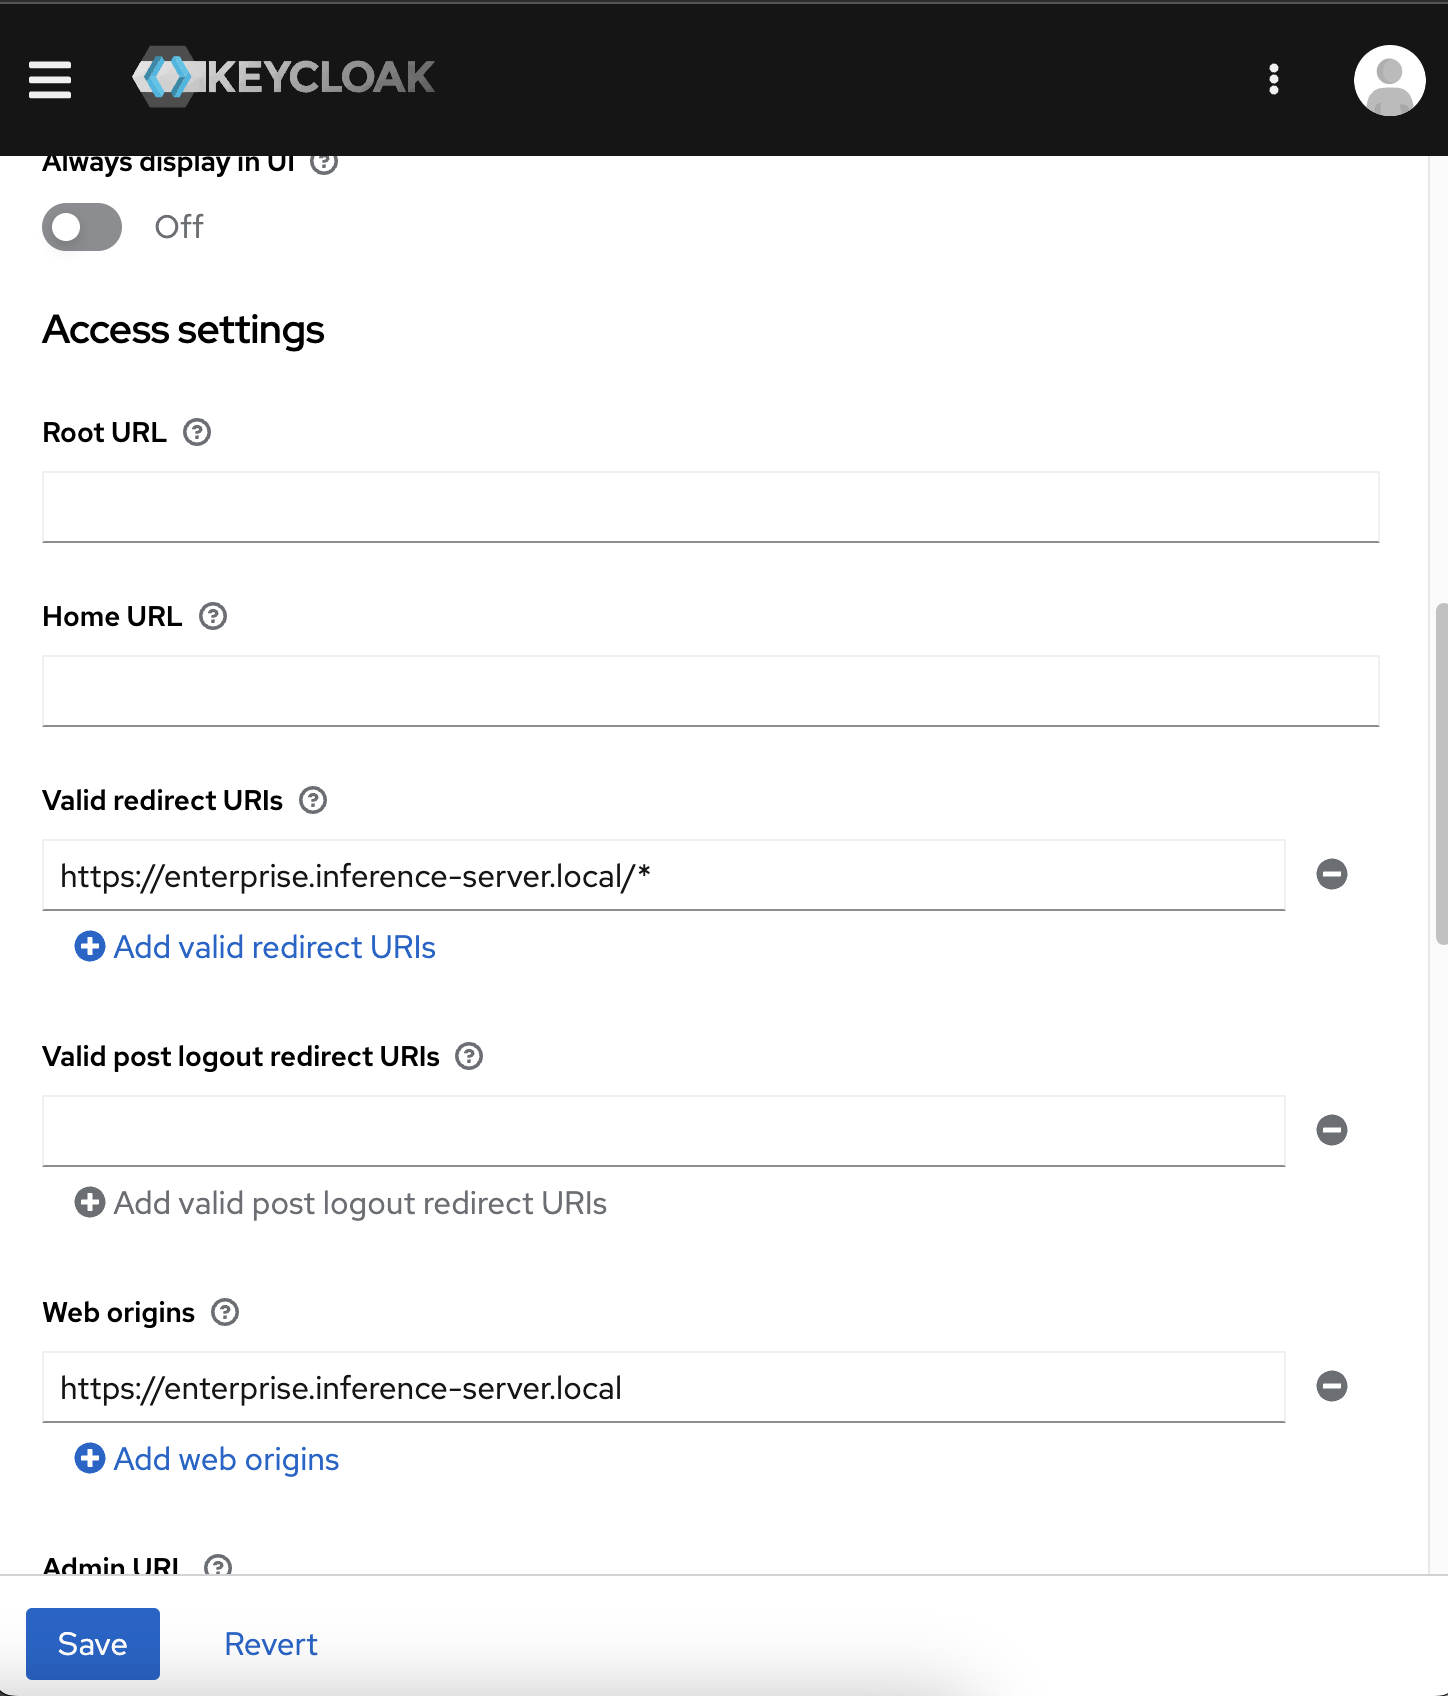 KEYCLOAK
Always display in UI
Off
Access settings
Root URL
Home URL
Valid redirect URIs
https://enterprise.inference-server.local/*
Add valid redirect URIs
Valid post logout redirect URIs
Add valid post logout redirect URIs
Web origins
https://enterprise.inference-server.local
Add web origins
Admin URL
Save Revert